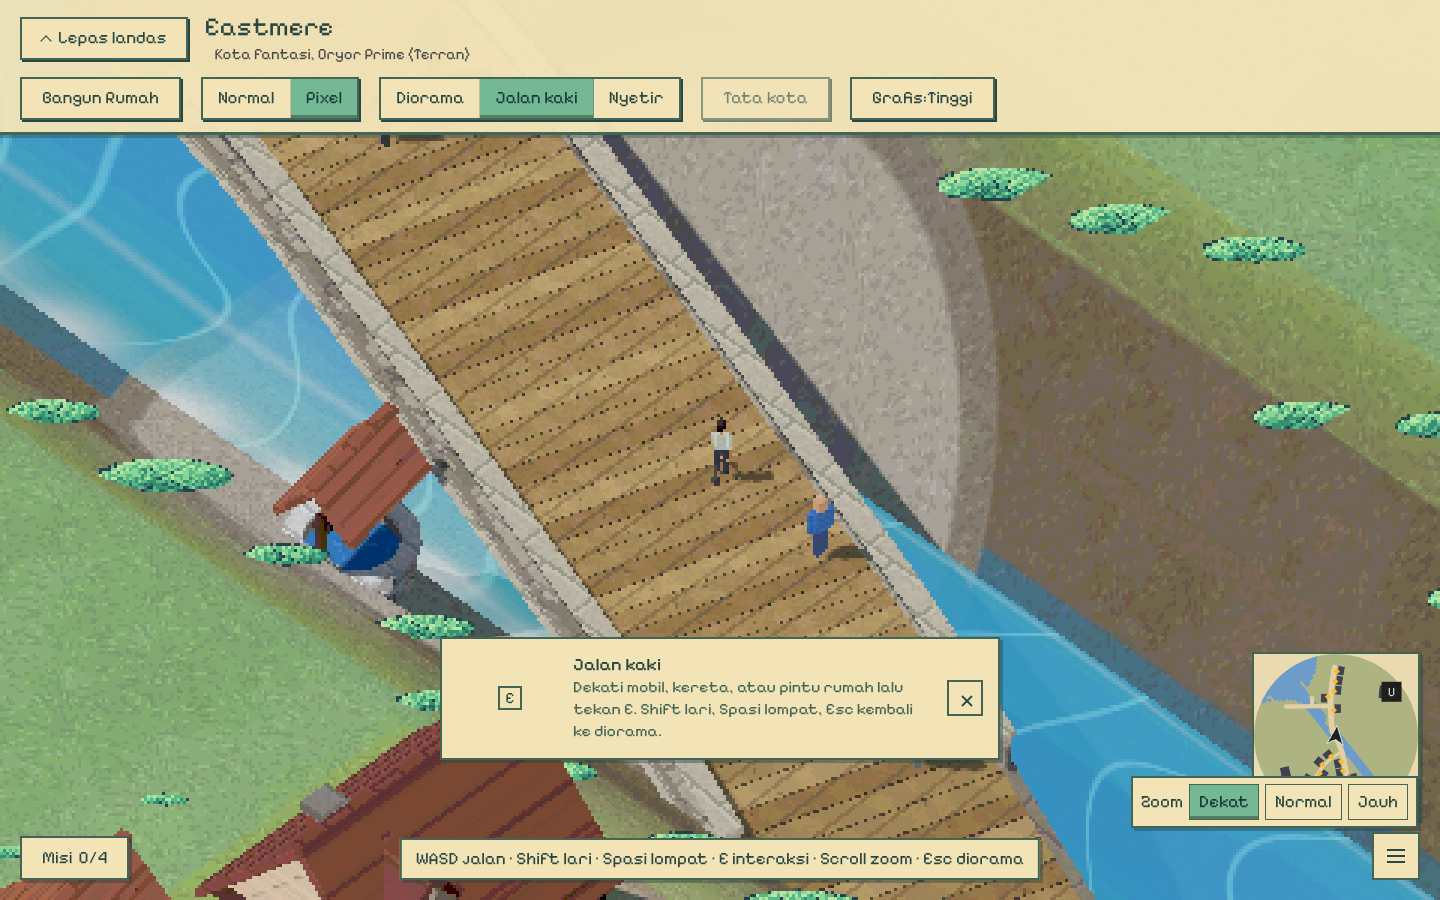 Lepas landas
Eastmere
Kota fantasi, Oryor Prime (Terran)
Bangun Rumah
Normal
Pixel
Diorama
Jalan kaki
Nyetir
Tata kota
Grafis:Tinggi
Jalan kaki
E
Dekati mobil, kereta, atau pintu rumah lalu
tekan E. Shift lari, Spasi lompat, Esc kembali
ke diorama.
U
Zoom
Dekat
Normal
Jauh
Misi 0/4
WASD jalan · Shift lari · Spasi lompat · E interaksi · Scroll zoom · Esc diorama